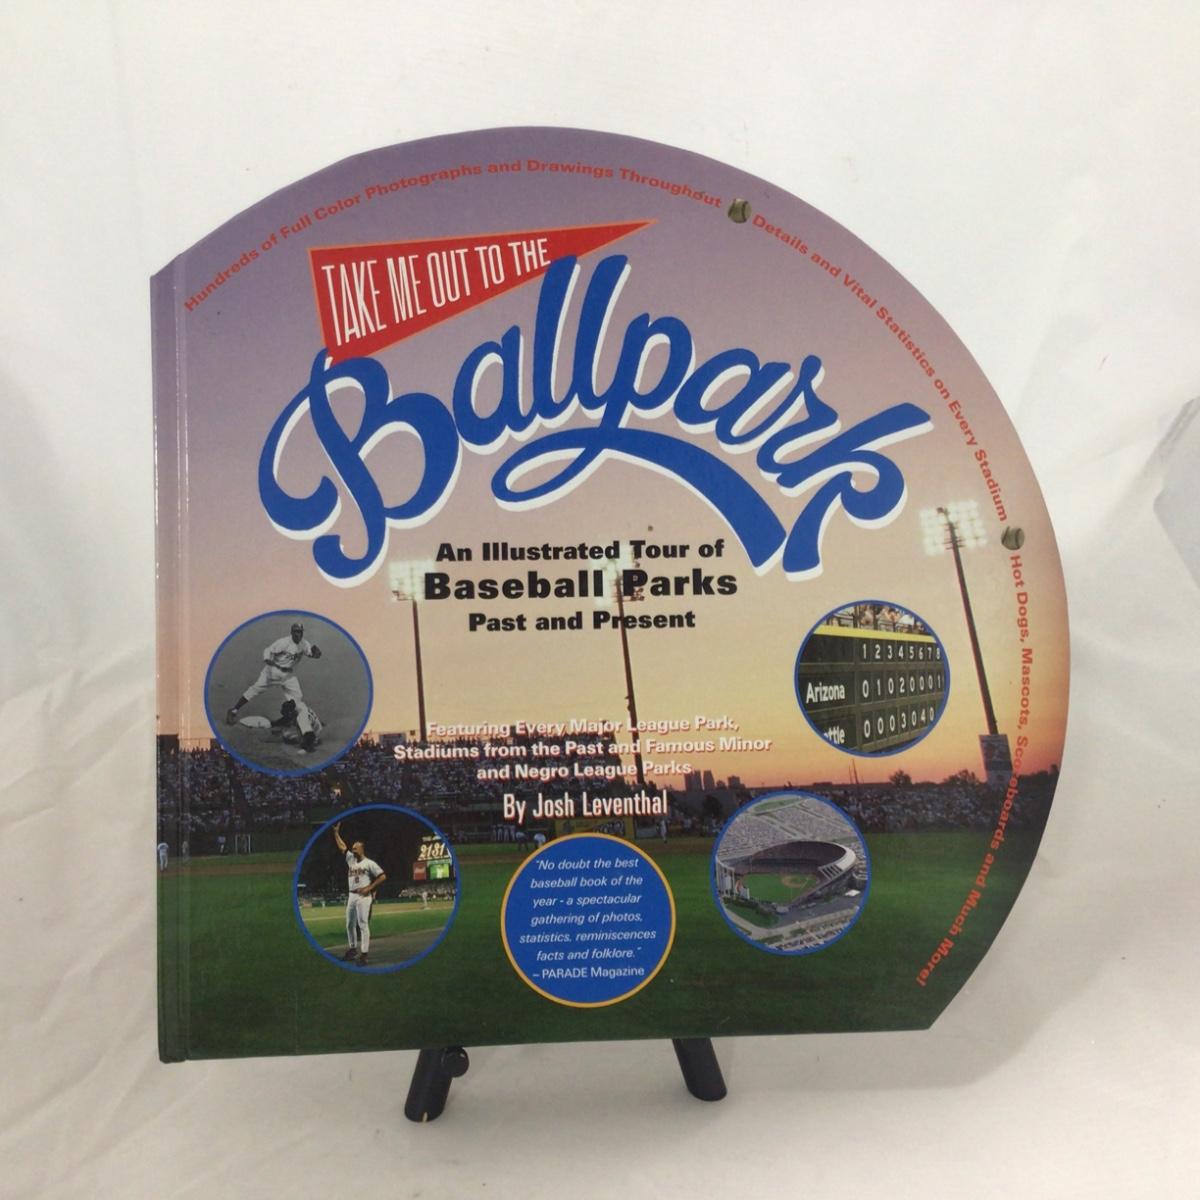 Hundreds of Full Color Photographs and Drawings Throughout
Details and Vital Statistics on Every Stadium
Hot Dogs, Mascots, Scoreboards and Much More!
TAKE ME OUT TO THE
Ballpark
An Illustrated Tour of
Baseball Parks
Past and Present
1 2 3 4 5 6 7 8
Arizona 0 1 0 2 0 0 0 1
ttle 0 0 0 3 0 4 0
Featuring Every Major League Park,
Stadiums from the Past and Famous Minor
and Negro League Parks
By Josh Leventhal
2131
"No doubt the best
baseball book of the
year - a spectacular
gathering of photos,
statistics, reminiscences
facts and folklore."
– PARADE Magazine